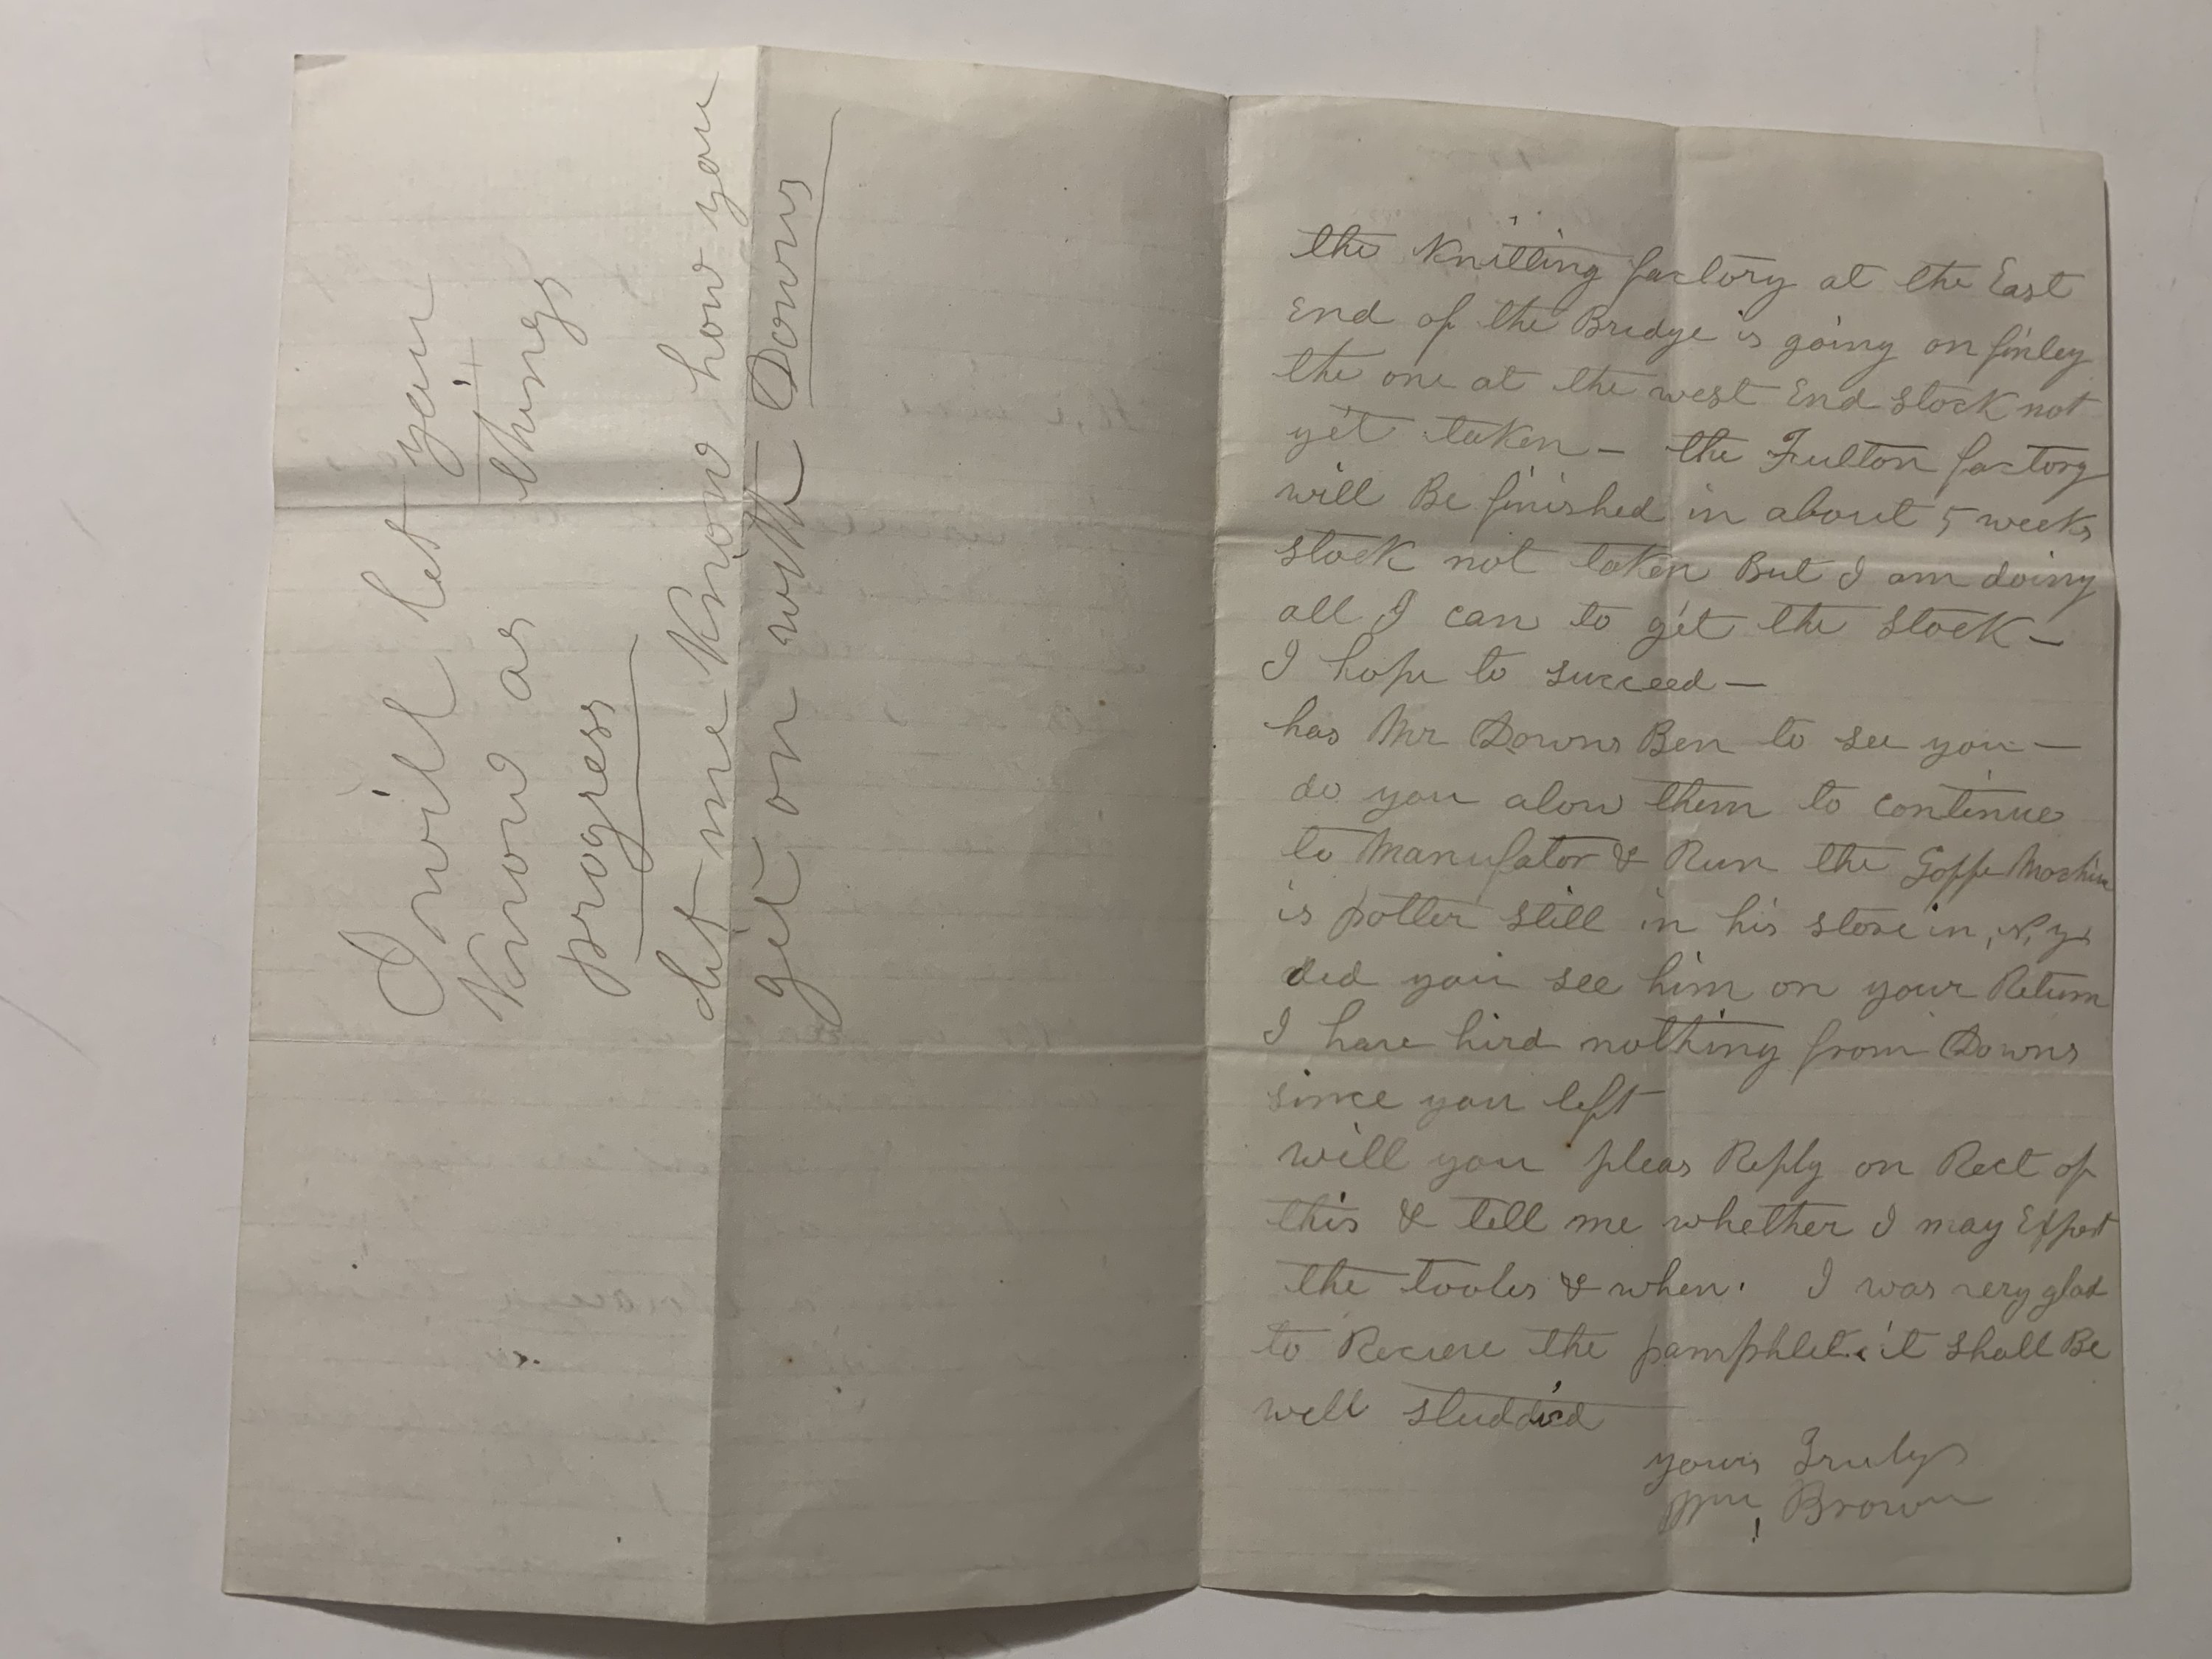 the Knitting factory at the East
End of the Bridge is going on finley
the one at the west End stock not
yet taken – the Fulton factory
will Be finished in about 5 weeks
stock not taken But I am doing
all I can to git the stock –
I hope to succeed –
has Mr Downs Ben to see you –
do you alow them to continue
to Manufator & Run the Goffe Machine
is potter still in his store in, N, y,
did you see him on your Return
I have hird nothing from Downs
since you left
will you pleas Reply on Rect of
this & tell me whether I may Expect
the tooles & when. I was very glad
to Recieve the pamphlet. it shall Be
well studdied
yours Truly
Wm, Brown
I will let you
Know as things
progress
Let me Know how you
git on with Downs